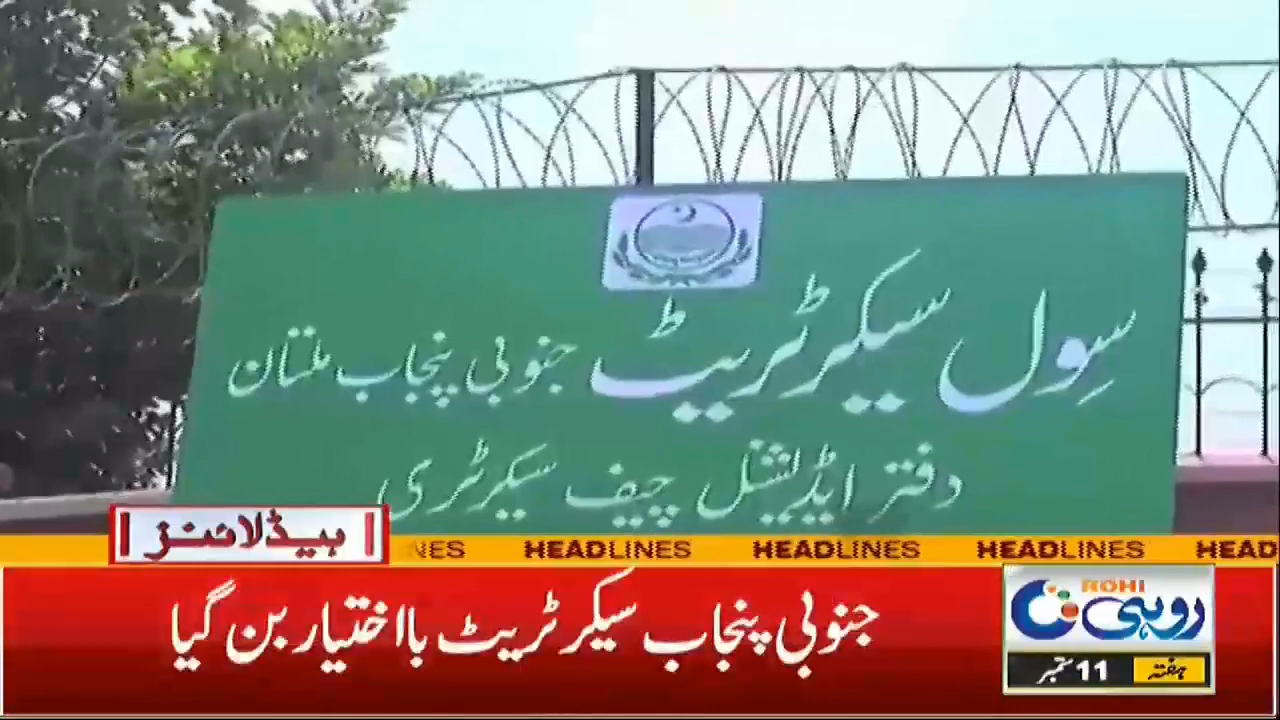 سِول سیکرٹریٹ جنوبی پنجاب ملتان
دفتر ایڈیشنل چیف سیکرٹری
ہیڈلائنز
NES HEADLINES HEADLINES HEADLINES HEAD
جنوبی پنجاب سیکرٹریٹ بااختیار بن گیا
ROHI
روہی
ہفتہ 11 ستمبر